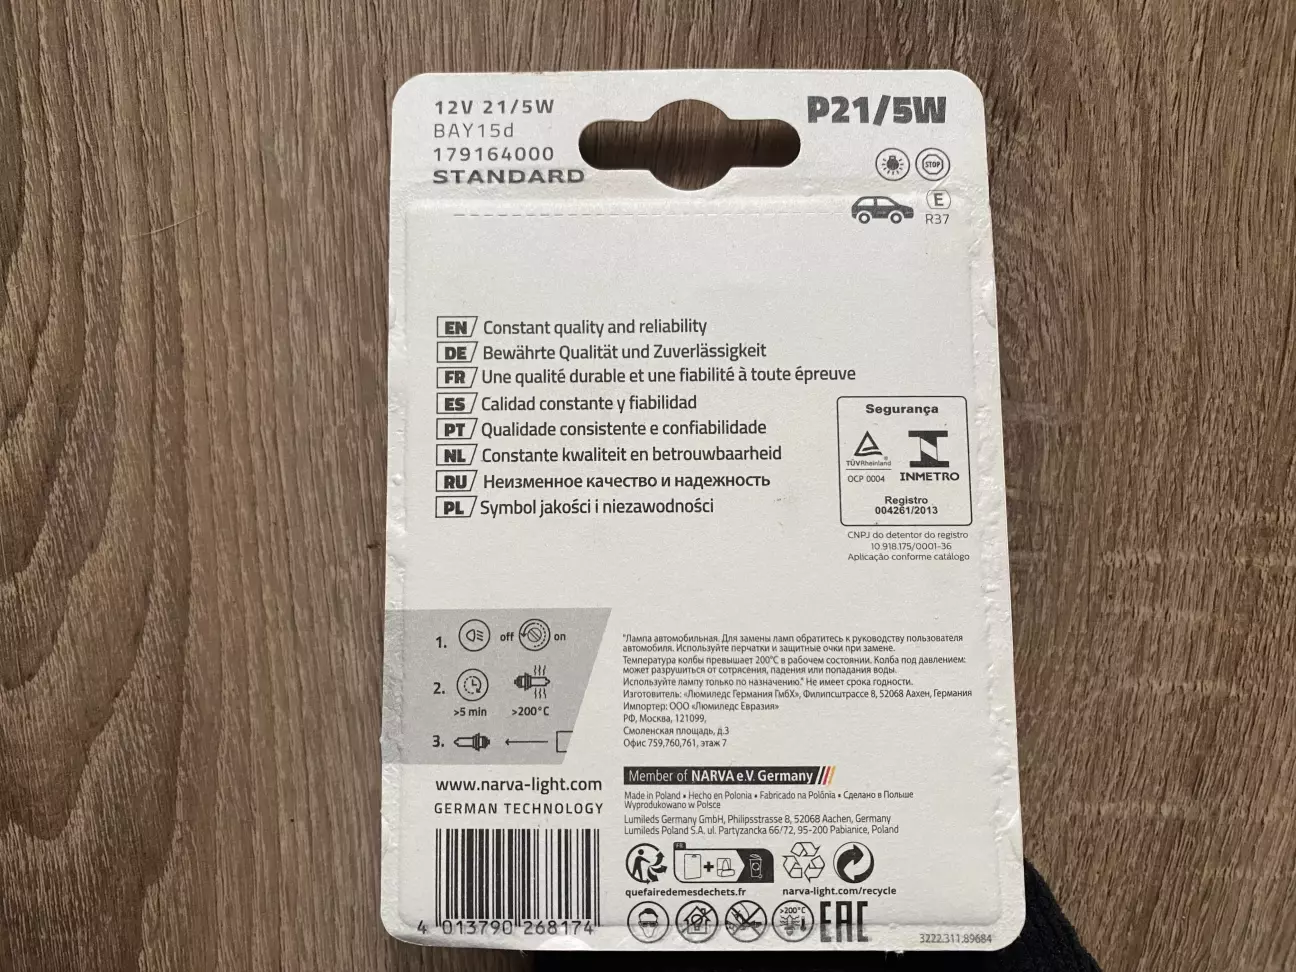 12V 21/5W
BAY15d
179164000
STANDARD
P21/5W
STOP
E
R37
EN Constant quality and reliability
DE Bewährte Qualität und Zuverlässigkeit
FR Une qualité durable et une fiabilité à toute épreuve
ES Calidad constante y fiabilidad
PT Qualidade consistente e confiabilidade
NL Constante kwaliteit en betrouwbaarheid
RU Неизменное качество и надежность
PL Symbol jakości i niezawodności
Segurança
TÜVRheinland®
OCP 0004
INMETRO
Registro
004261/2013
CNPJ do detentor do registro
10.918.175/0001-36
Aplicação conforme catálogo
1. off on
2.
>5 min >200°C
3.
"Лампа автомобильная. Для замены ламп обратитесь к руководству пользователя
автомобиля. Используйте перчатки и защитные очки при замене.
Температура колбы превышает 200°C в рабочем состоянии. Колба под давлением:
может разрушиться от сотрясения, падения или попадания воды.
Используйте лампу только по назначению." Не имеет срока годности.
Изготовитель: «Люмиледс Германия ГмбХ», Филипсштрассе 8, 52068 Аахен, Германия
Импортер: ООО «Люмиледс Евразия»
РФ, Москва, 121099,
Смоленская площадь, д.3
Офис 759,760,761, этаж 7
www.narva-light.com
GERMAN TECHNOLOGY
Member of NARVA e.V. Germany
Made in Poland • Hecho en Polonia • Fabricado na Polônia • Сделано в Польше
Wyprodukowano w Polsce
Lumileds Germany GmbH, Philipsstrasse 8, 52068 Aachen, Germany
Lumileds Poland S.A. ul. Partyzancka 66/72, 95-200 Pabianice, Poland
FR
quefairedemesdechets.fr
narva-light.com/recycle
>200°C
EAC
4 013790 268174
3222.311.89684